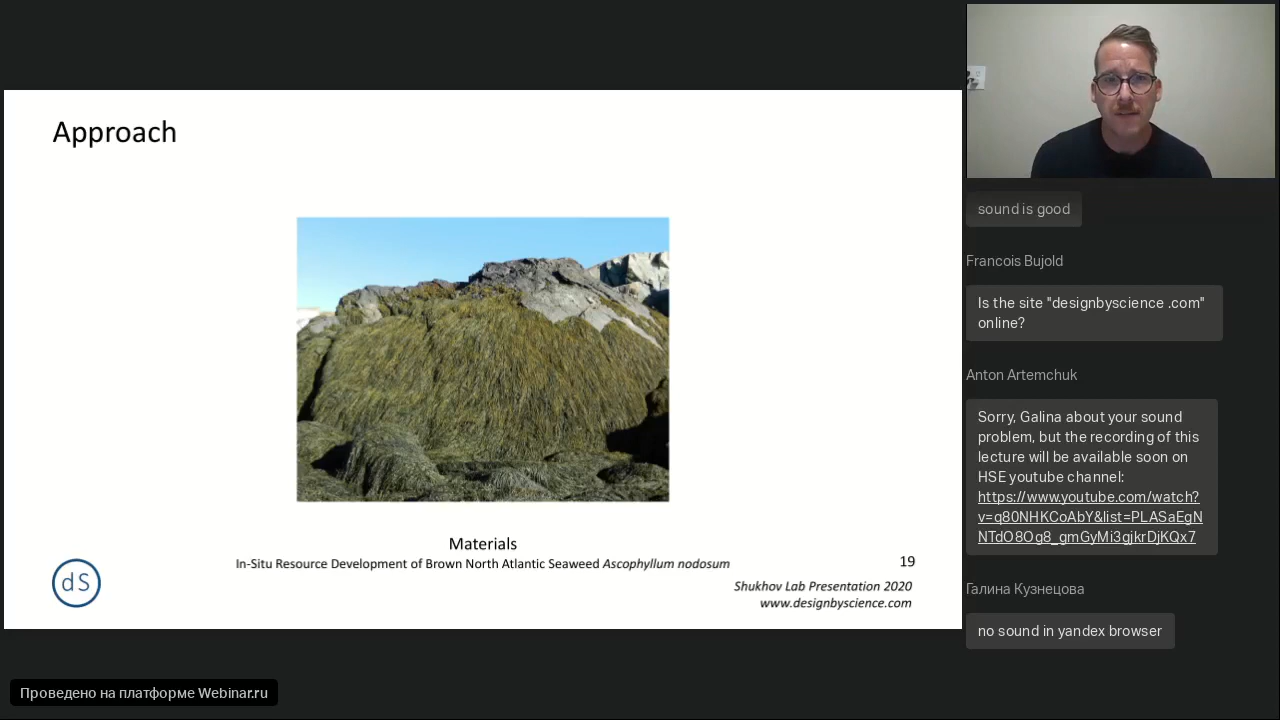 Approach
Materials
In-Situ Resource Development of Brown North Atlantic Seaweed Ascophyllum nodosum
19
dS
Shukhov Lab Presentation 2020
www.designbyscience.com
sound is good
Francois Bujold
Is the site "designbyscience .com"
online?
Anton Artemchuk
Sorry, Galina about your sound
problem, but the recording of this
lecture will be available soon on
HSE youtube channel:
https://www.youtube.com/watch?
v=q80NHKCoAbY&list=PLASaEgN
NTdO8Og8_gmGyMi3gjkrDjKQx7
Галина Кузнецова
no sound in yandex browser
Проведено на платформе Webinar.ru